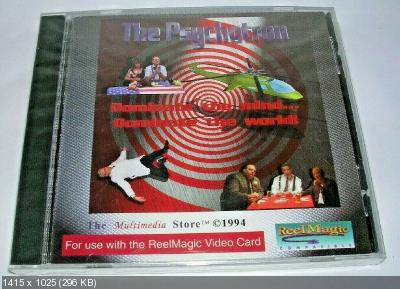 The Psychotron
Dominate the mind...
Dominate the world!
The Multimedia Store™ ©1994
For use with the ReelMagic Video Card
ReelMagic
COMPATIBLE
1415 x 1025 (296 KB)